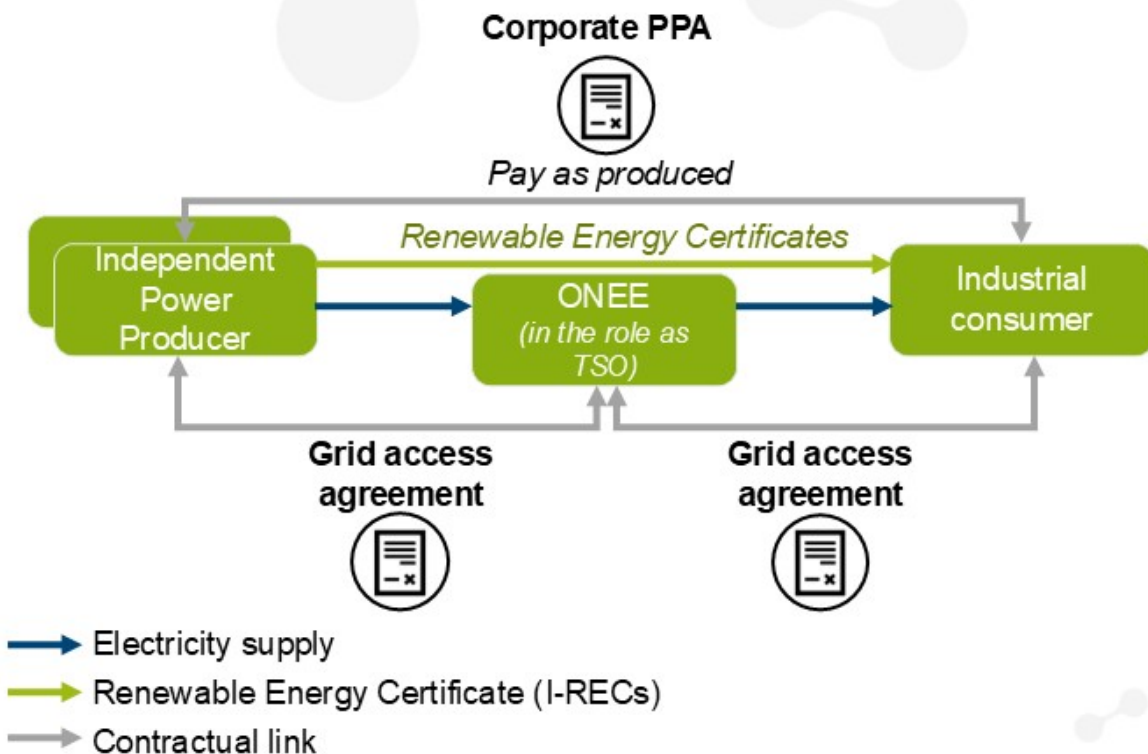 Corporate PPA
Pay as produced
Renewable Energy Certificates
Independent
Power
Producer
ONEE
(in the role as
TSO)
Industrial
consumer
Grid access
agreement
Grid access
agreement
Electricity supply
Renewable Energy Certificate (I-RECs)
Contractual link